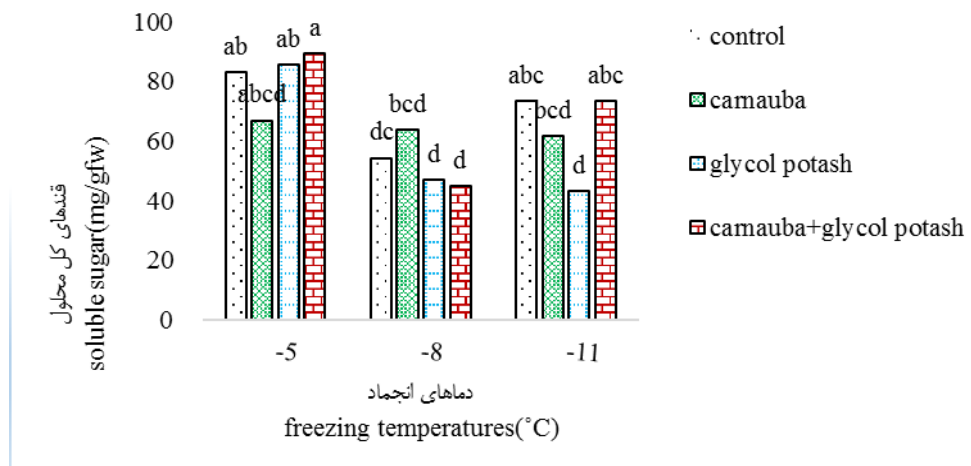 100
80
60
40
20
0
قندهای کل محلول
soluble sugar(mg/gfw)
ab
abcd
ab
a
dc
bcd
d
d
abc
bcd
d
abc
-5
-8
-11
دماهای انجماد
freezing temperatures(˚C)
control
carnauba
glycol potash
carnauba+glycol potash